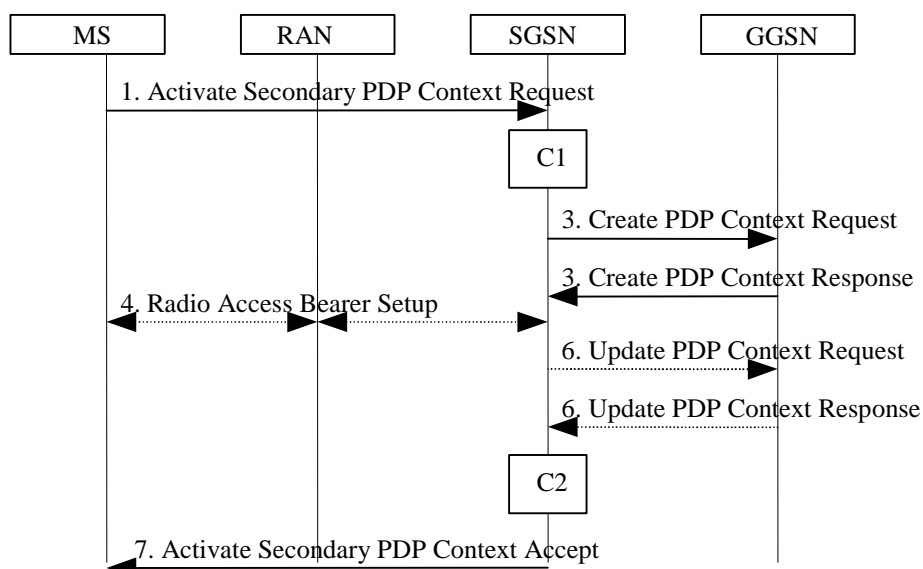 MS RAN SGSN GGSN
1. Activate Secondary PDP Context Request
C1
3. Create PDP Context Request
3. Create PDP Context Response
4. Radio Access Bearer Setup
6. Update PDP Context Request
6. Update PDP Context Response
C2
7. Activate Secondary PDP Context Accept